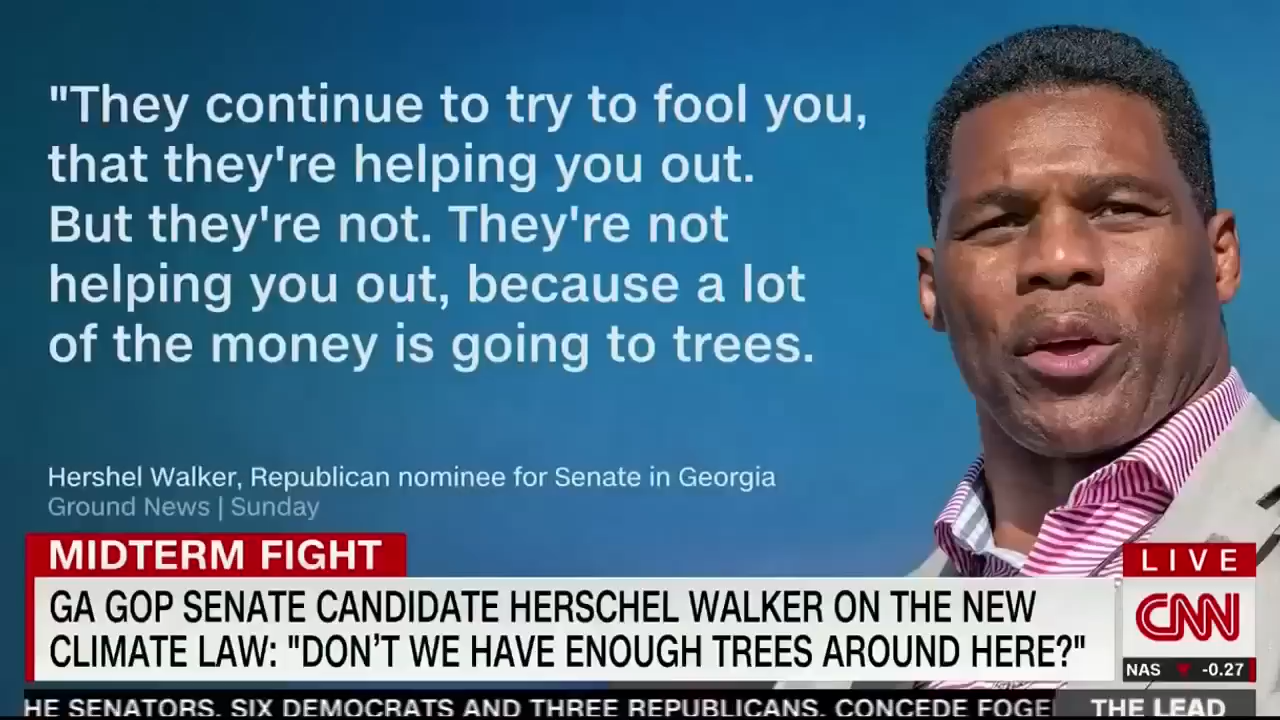 "They continue to try to fool you,
that they're helping you out.
But they're not. They're not
helping you out, because a lot
of the money is going to trees.
Hershel Walker, Republican nominee for Senate in Georgia
Ground News | Sunday
MIDTERM FIGHT
GA GOP SENATE CANDIDATE HERSCHEL WALKER ON THE NEW
CLIMATE LAW: "DON'T WE HAVE ENOUGH TREES AROUND HERE?"
LIVE
CNN
NAS ▼ -0.27
HE SENATORS, SIX DEMOCRATS AND THREE REPUBLICANS, CONCEDE FOGE
THE LEAD